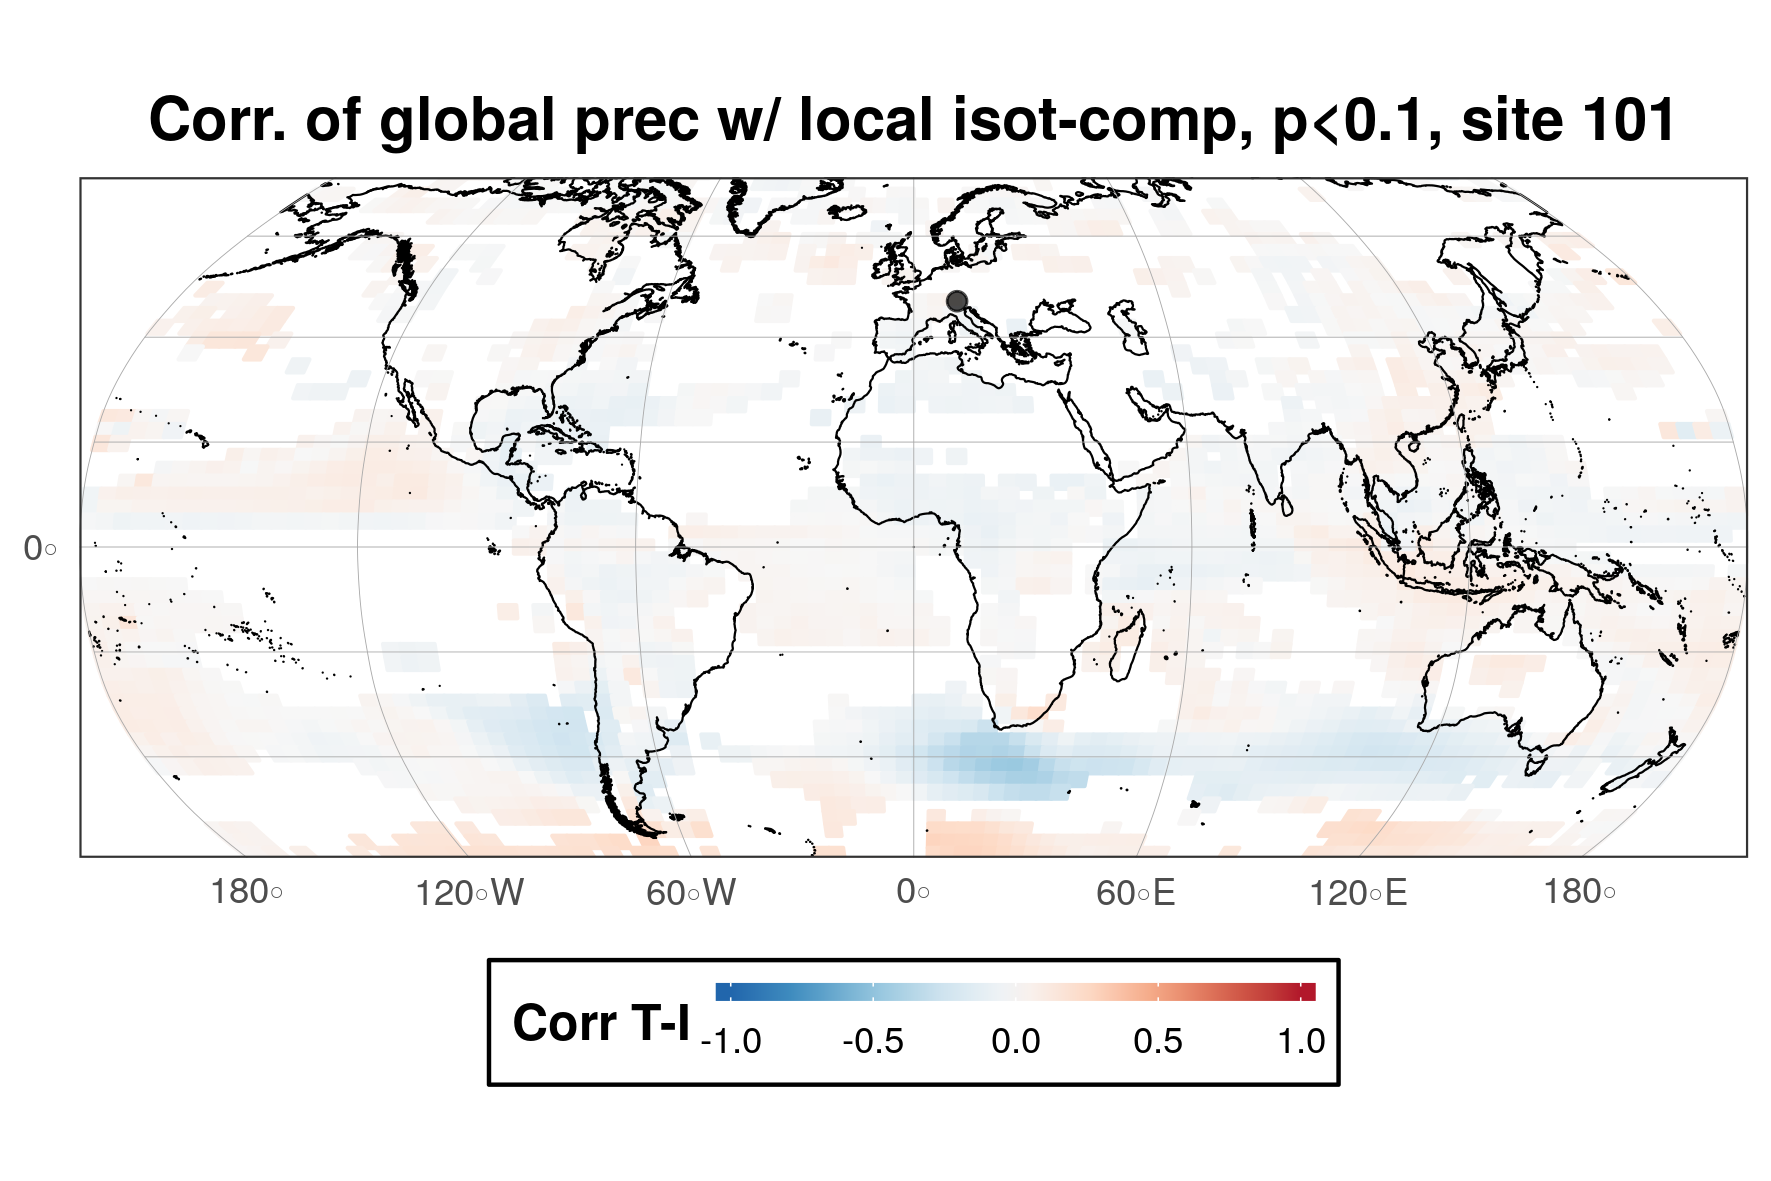 Corr. of global prec w/ local isot-comp, p<0.1, site 101
0○
180○ 120○W 60○W 0○ 60○E 120○E 180○
Corr T-I
-1.0 -0.5 0.0 0.5 1.0